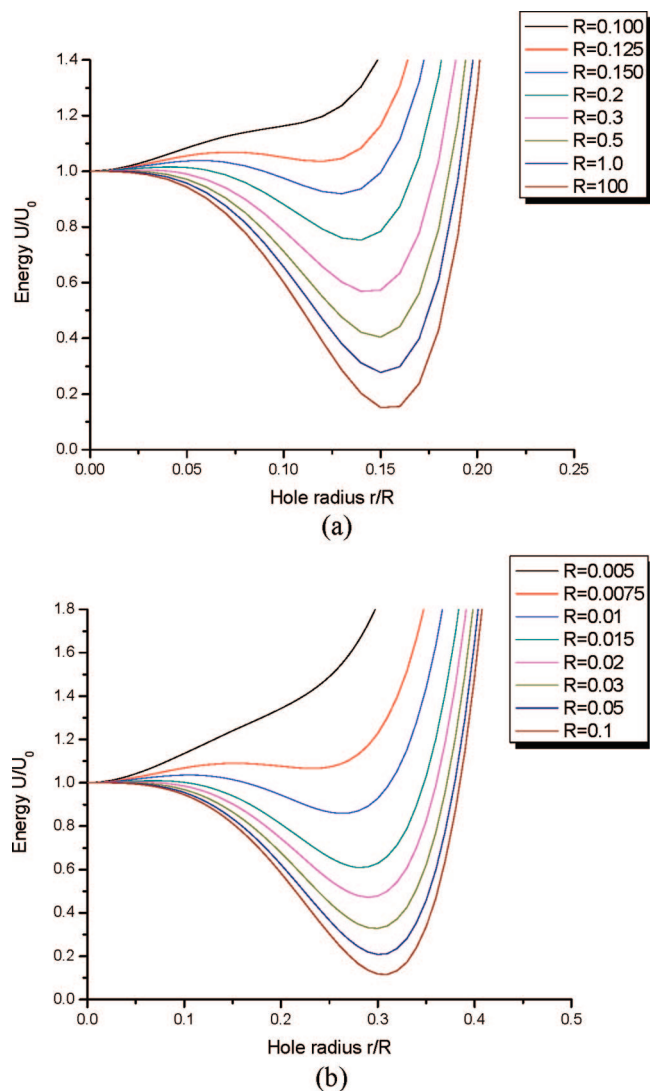 R=0.100
R=0.125
R=0.150
R=0.2
R=0.3
R=0.5
R=1.0
R=100
1.4
1.2
1.0
0.8
0.6
0.4
0.2
0.0
Energy U/U0
0.00 0.05 0.10 0.15 0.20 0.25
Hole radius r/R
(a)
R=0.005
R=0.0075
R=0.01
R=0.015
R=0.02
R=0.03
R=0.05
R=0.1
1.8
1.6
1.4
1.2
1.0
0.8
0.6
0.4
0.2
0.0
Energy U/U0
0.0 0.1 0.2 0.3 0.4 0.5
Hole radius r/R
(b)